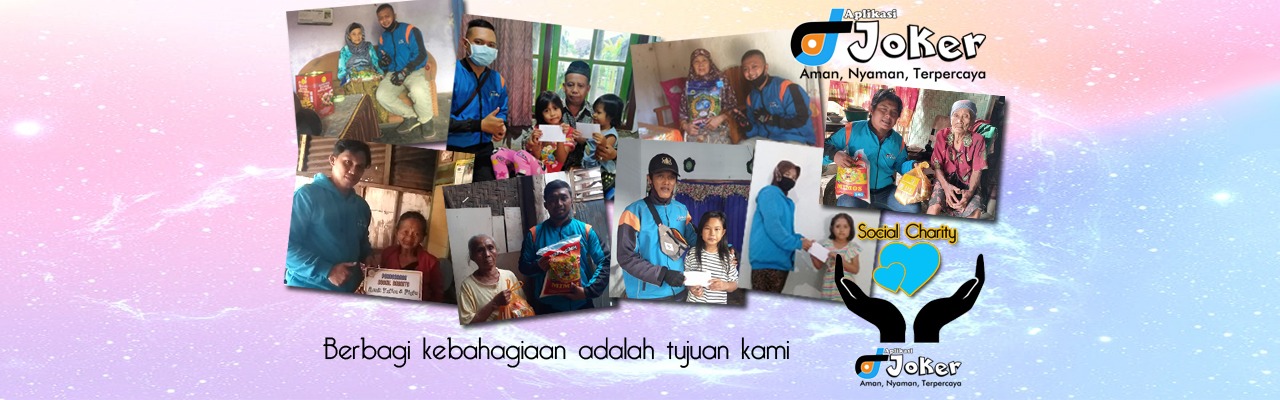 Aplikasi
JoKer
Aman, Nyaman, Terpercaya
Social Charity
Berbagi kebahagiaan adalah tujuan kami
Aplikasi
JoKer
Aman, Nyaman, Terpercaya